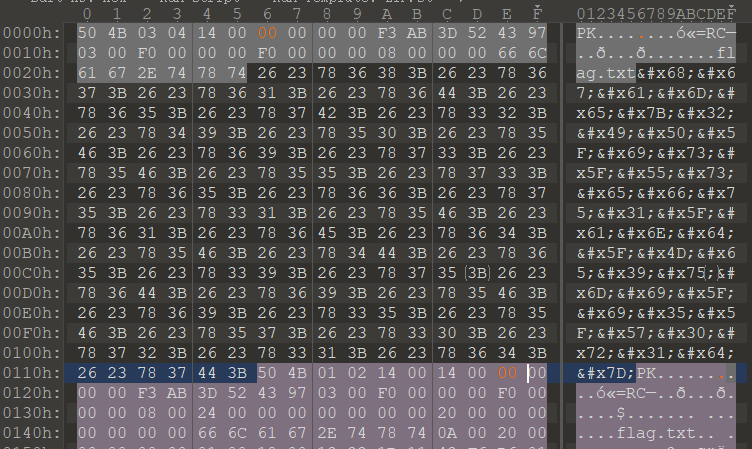 0 1 2 3 4 5 6 7 8 9 A B C D E F 0123456789ABCDEF
0000h: 50 4B 03 04 14 00 00 00 00 00 F3 AB 3D 52 43 97 PK........ó«=RC—
0010h: 03 00 F0 00 00 00 F0 00 00 00 08 00 00 00 66 6C ..ð...ð.......fl
0020h: 61 67 2E 74 78 74 26 23 78 36 38 3B 26 23 78 36 ag.txt&#x68;&#x6
0030h: 37 3B 26 23 78 36 31 3B 26 23 78 36 44 3B 26 23 7;&#x61;&#x6D;&#
0040h: 78 36 35 3B 26 23 78 37 42 3B 26 23 78 33 32 3B x65;&#x7B;&#x32;
0050h: 26 23 78 34 39 3B 26 23 78 35 30 3B 26 23 78 35 &#x49;&#x50;&#x5
0060h: 46 3B 26 23 78 36 39 3B 26 23 78 37 33 3B 26 23 F;&#x69;&#x73;&#
0070h: 78 35 46 3B 26 23 78 35 35 3B 26 23 78 37 33 3B x5F;&#x55;&#x73;
0080h: 26 23 78 36 35 3B 26 23 78 36 36 3B 26 23 78 37 &#x65;&#x66;&#x7
0090h: 35 3B 26 23 78 33 31 3B 26 23 78 35 46 3B 26 23 5;&#x31;&#x5F;&#
00A0h: 78 36 31 3B 26 23 78 36 45 3B 26 23 78 36 34 3B x61;&#x6E;&#x64;
00B0h: 26 23 78 35 46 3B 26 23 78 34 44 3B 26 23 78 36 &#x5F;&#x4D;&#x6
00C0h: 35 3B 26 23 78 33 39 3B 26 23 78 37 35 3B 26 23 5;&#x39;&#x75;&#
00D0h: 78 36 44 3B 26 23 78 36 39 3B 26 23 78 35 46 3B x6D;&#x69;&#x5F;
00E0h: 26 23 78 36 39 3B 26 23 78 33 35 3B 26 23 78 35 &#x69;&#x35;&#x5
00F0h: 46 3B 26 23 78 35 37 3B 26 23 78 33 30 3B 26 23 F;&#x57;&#x30;&#
0100h: 78 37 32 3B 26 23 78 33 31 3B 26 23 78 36 34 3B x72;&#x31;&#x64;
0110h: 26 23 78 37 44 3B 50 4B 01 02 14 00 14 00 00 00 &#x7D;PK........
0120h: 00 00 F3 AB 3D 52 43 97 03 00 F0 00 00 00 F0 00 ..ó«=RC—..ð...ð.
0130h: 00 00 08 00 24 00 00 00 00 00 00 00 20 00 00 00 ....$....... ...
0140h: 00 00 00 00 66 6C 61 67 2E 74 78 74 0A 00 20 00 ....flag.txt.. .